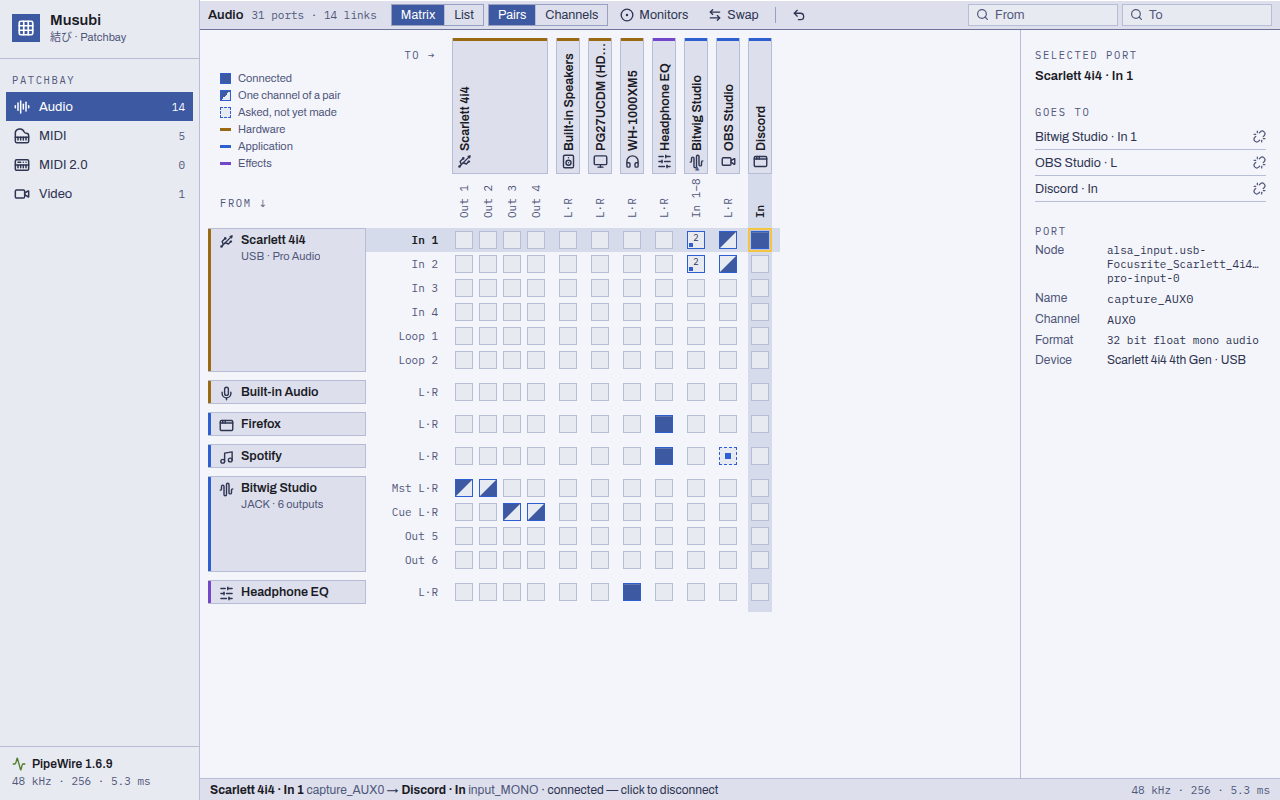 Musubi
結び · Patchbay
PATCHBAY
Audio 14
MIDI 5
MIDI 2.0 0
Video 1
PipeWire 1.6.9
48 kHz · 256 · 5.3 ms
Audio 31 ports · 14 links Matrix List Pairs Channels Monitors Swap From To
TO →
Connected
One channel of a pair
Asked, not yet made
Hardware
Application
Effects
FROM ↓
Scarlett 4i4
Built-in Speakers
PG27UCDM (HD…
WH-1000XM5
Headphone EQ
Bitwig Studio
OBS Studio
Discord
Out 1
Out 2
Out 3
Out 4
L·R
L·R
L·R
L·R
In 1–8
L·R
In
Scarlett 4i4
USB · Pro Audio
In 1 2
In 2 2
In 3
In 4
Loop 1
Loop 2
Built-in Audio L·R
Firefox L·R
Spotify L·R
Bitwig Studio Mst L·R
JACK · 6 outputs Cue L·R
Out 5
Out 6
Headphone EQ L·R
SELECTED PORT
Scarlett 4i4 · In 1
GOES TO
Bitwig Studio · In 1
OBS Studio · L
Discord · In
PORT
Node alsa_input.usb-
Focusrite_Scarlett_4i4…
pro-input-0
Name capture_AUX0
Channel AUX0
Format 32 bit float mono audio
Device Scarlett 4i4 4th Gen · USB
Scarlett 4i4 · In 1 capture_AUX0 → Discord · In input_MONO · connected — click to disconnect
48 kHz · 256 · 5.3 ms